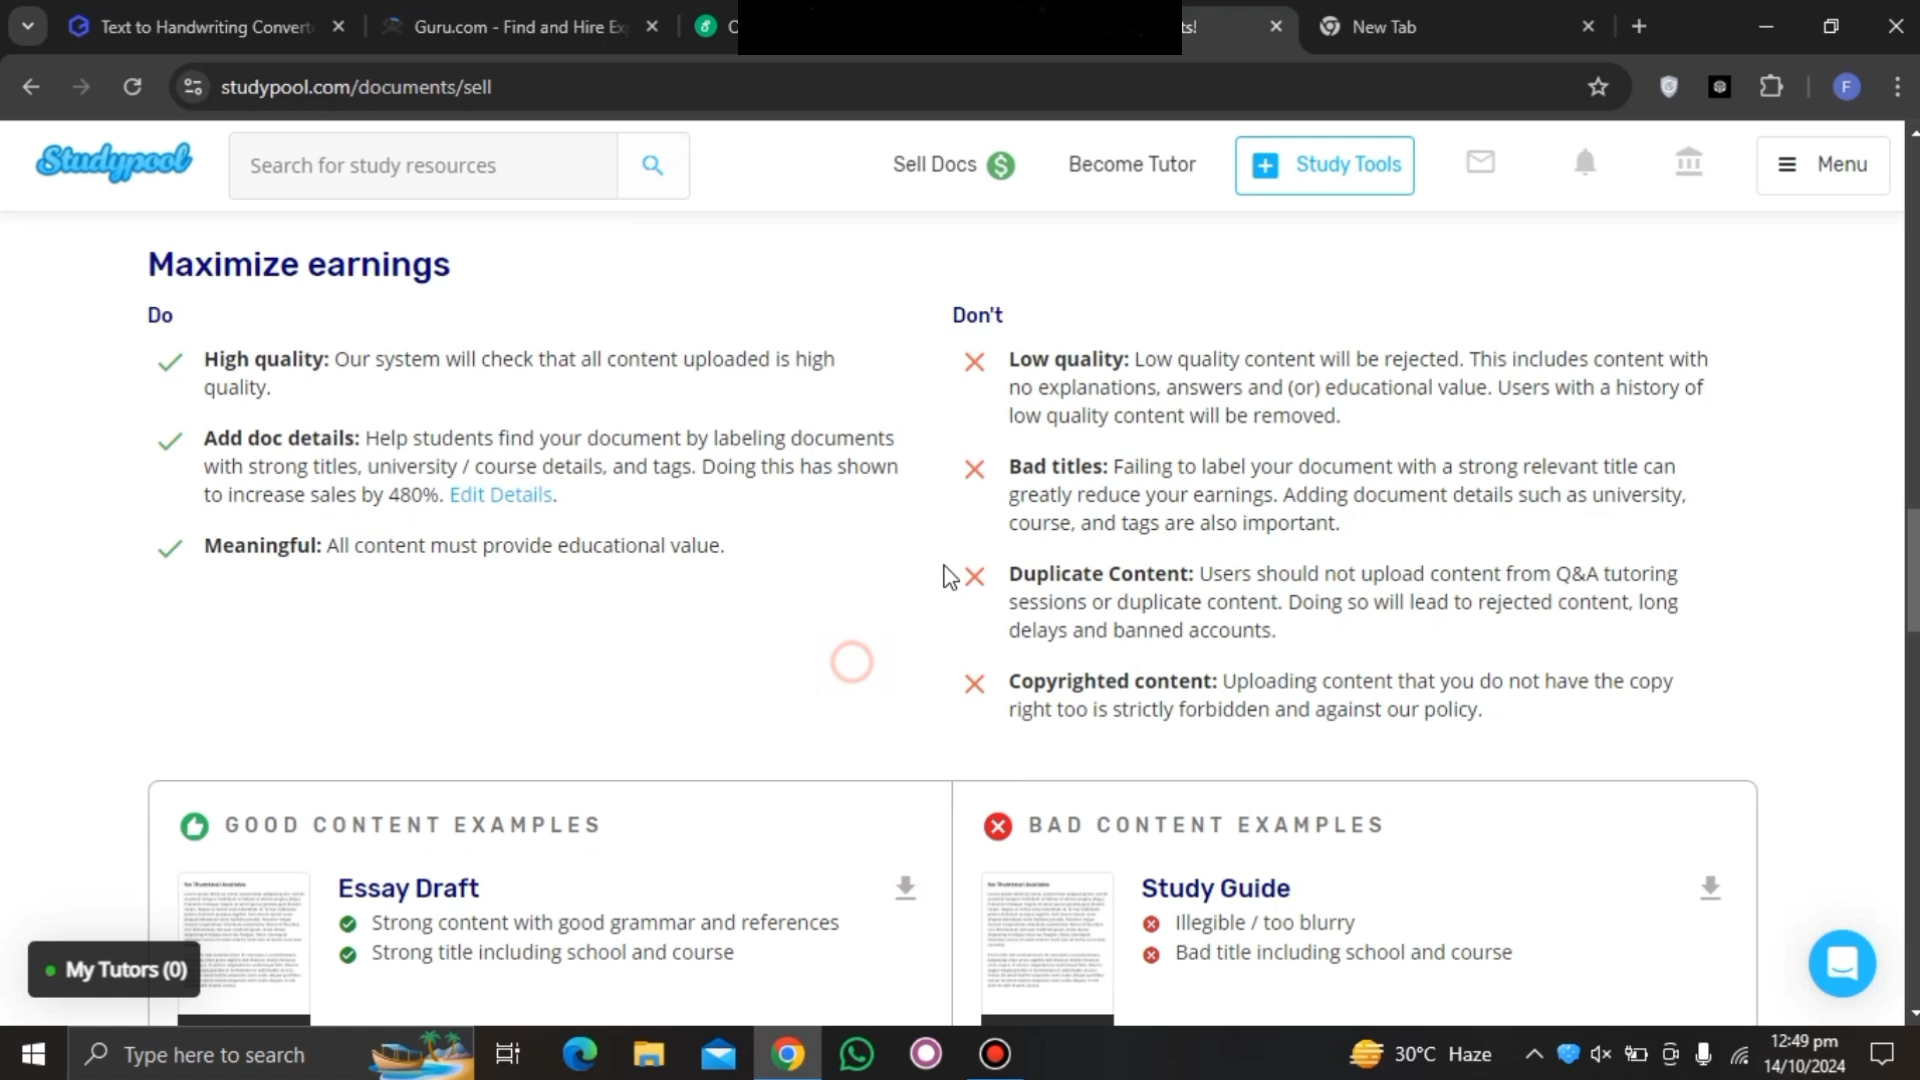 Text to Handwriting Convert
Guru.com - Find and Hire Ex
ts!
New Tab
studypool.com/documents/sell
F
Studypool
Search for study resources
Sell Docs
Become Tutor
Study Tools
Menu
Maximize earnings
Do
High quality: Our system will check that all content uploaded is high
quality.
Add doc details: Help students find your document by labeling documents
with strong titles, university / course details, and tags. Doing this has shown
to increase sales by 480%. Edit Details.
Meaningful: All content must provide educational value.
Don't
Low quality: Low quality content will be rejected. This includes content with
no explanations, answers and (or) educational value. Users with a history of
low quality content will be removed.
Bad titles: Failing to label your document with a strong relevant title can
greatly reduce your earnings. Adding document details such as university,
course, and tags are also important.
Duplicate Content: Users should not upload content from Q&A tutoring
sessions or duplicate content. Doing so will lead to rejected content, long
delays and banned accounts.
Copyrighted content: Uploading content that you do not have the copy
right too is strictly forbidden and against our policy.
GOOD CONTENT EXAMPLES
Essay Draft
Strong content with good grammar and references
Strong title including school and course
BAD CONTENT EXAMPLES
Study Guide
Illegible / too blurry
Bad title including school and course
My Tutors (0)
Type here to search
30°C Haze
12:49 pm
14/10/2024